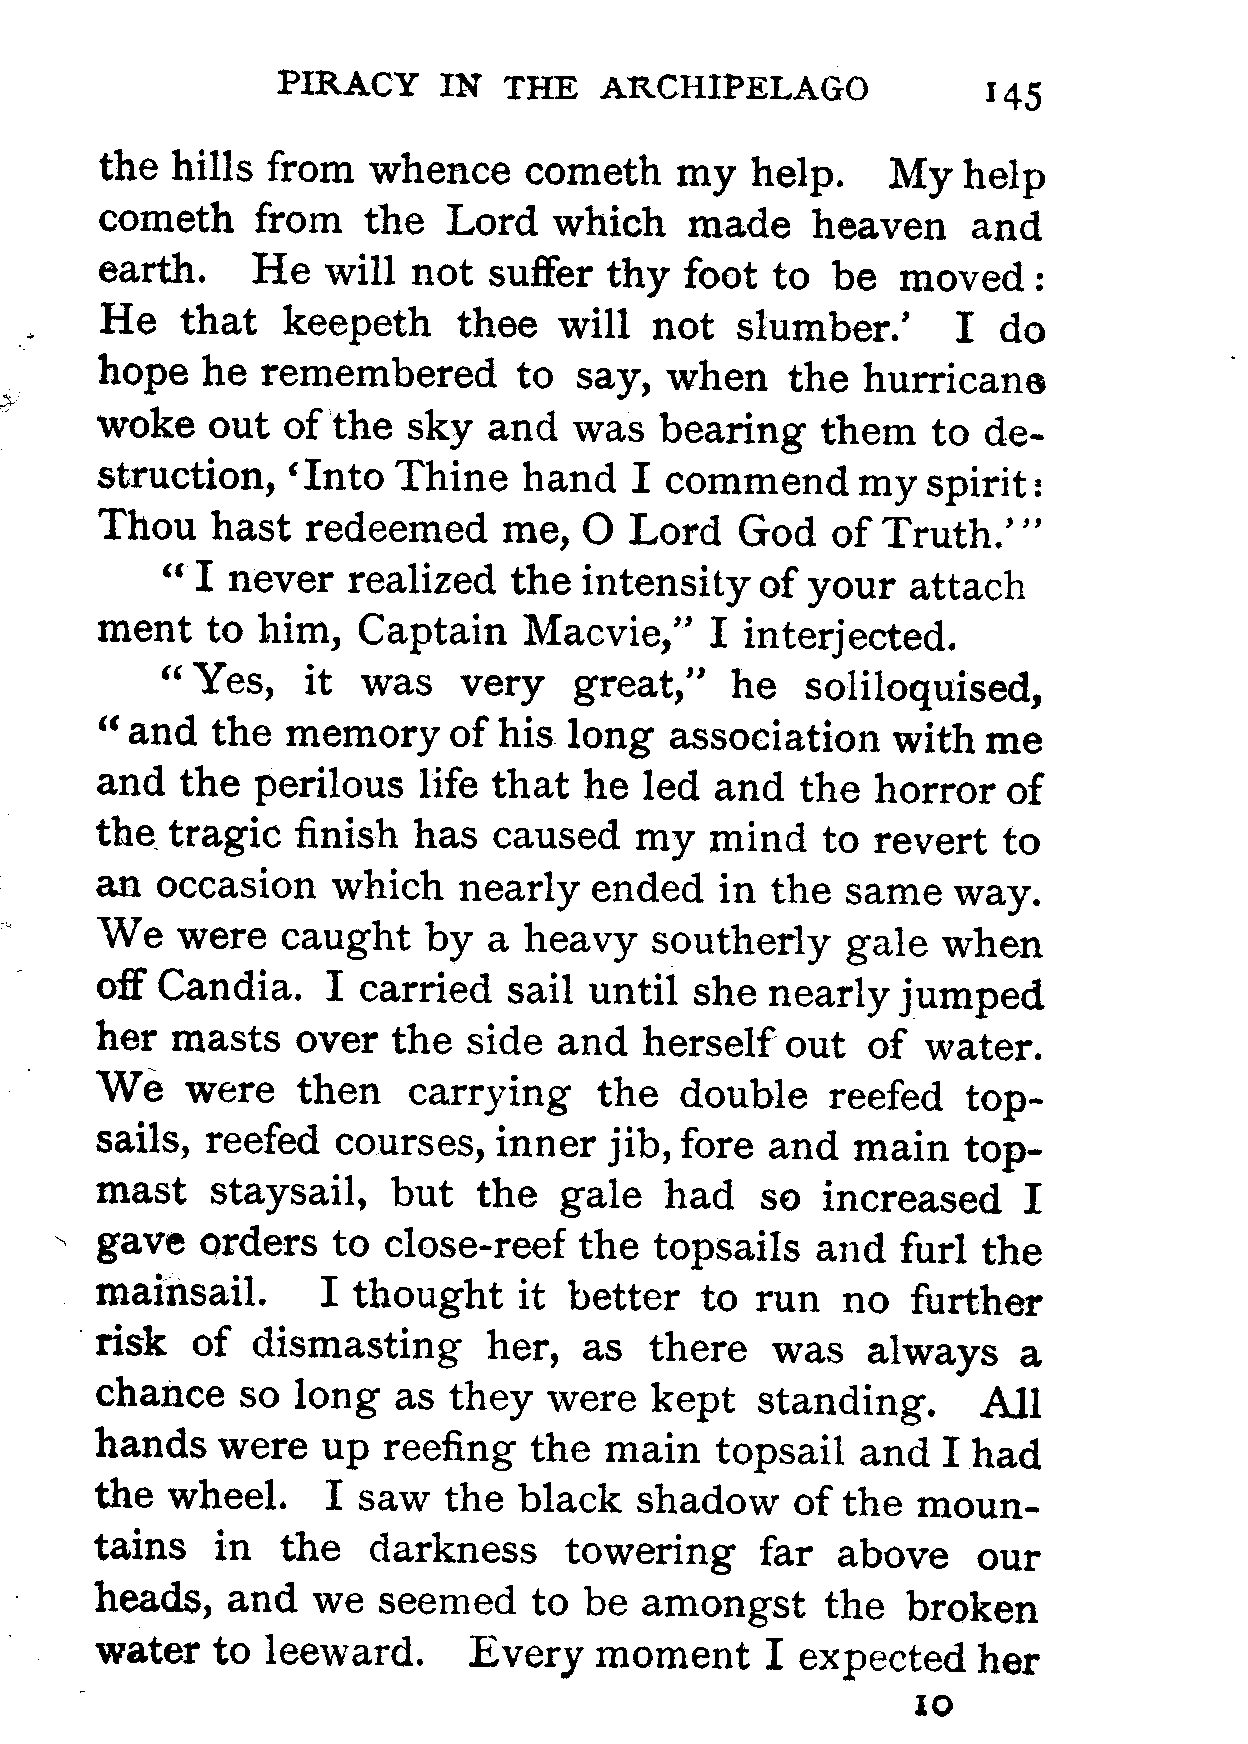 PIRACY IN THE ARCHIPELAGO 145
the hills from whence cometh my help. My help
cometh from the Lord which made heaven and
earth. He will not suffer thy foot to be moved :
He that keepeth thee will not slumber.' I do
hope he remembered to say, when the hurricane
woke out of the sky and was bearing them to de-
struction, 'Into Thine hand I commend my spirit:
Thou hast redeemed me, O Lord God of Truth.'"
"I never realized the intensity of your attach
ment to him, Captain Macvie," I interjected.
"Yes, it was very great," he soliloquised,
"and the memory of his long association with me
and the perilous life that he led and the horror of
the tragic finish has caused my mind to revert to
an occasion which nearly ended in the same way.
We were caught by a heavy southerly gale when
off Candia. I carried sail until she nearly jumped
her masts over the side and herself out of water.
We were then carrying the double reefed top-
sails, reefed courses, inner jib, fore and main top-
mast staysail, but the gale had so increased I
gave orders to close-reef the topsails and furl the
mainsail. I thought it better to run no further
risk of dismasting her, as there was always a
chance so long as they were kept standing. All
hands were up reefing the main topsail and I had
the wheel. I saw the black shadow of the moun-
tains in the darkness towering far above our
heads, and we seemed to be amongst the broken
water to leeward. Every moment I expected her
10